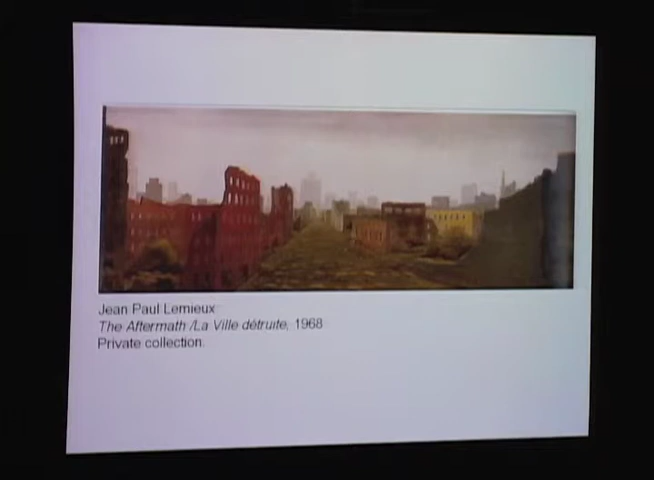 Jean Paul Lemieux
The Aftermath /La Ville détruite, 1968
Private collection.